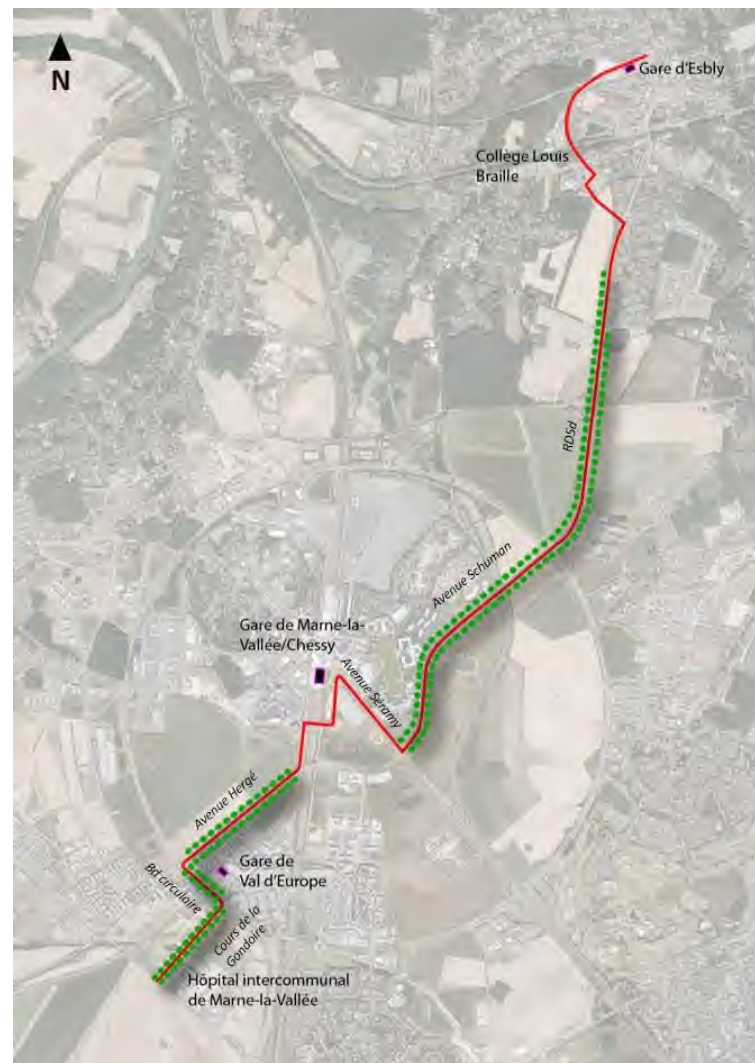 N
Gare d'Esbly
Collège Louis
Braille
RD5d
Avenue Schuman
Gare de Marne-la-
Vallée/Chessy
Avenue Séramy
Avenue Hergé
Gare de
Val d'Europe
Bd circulaire
Cours de la
Gondoire
Hôpital intercommunal
de Marne-la-Vallée